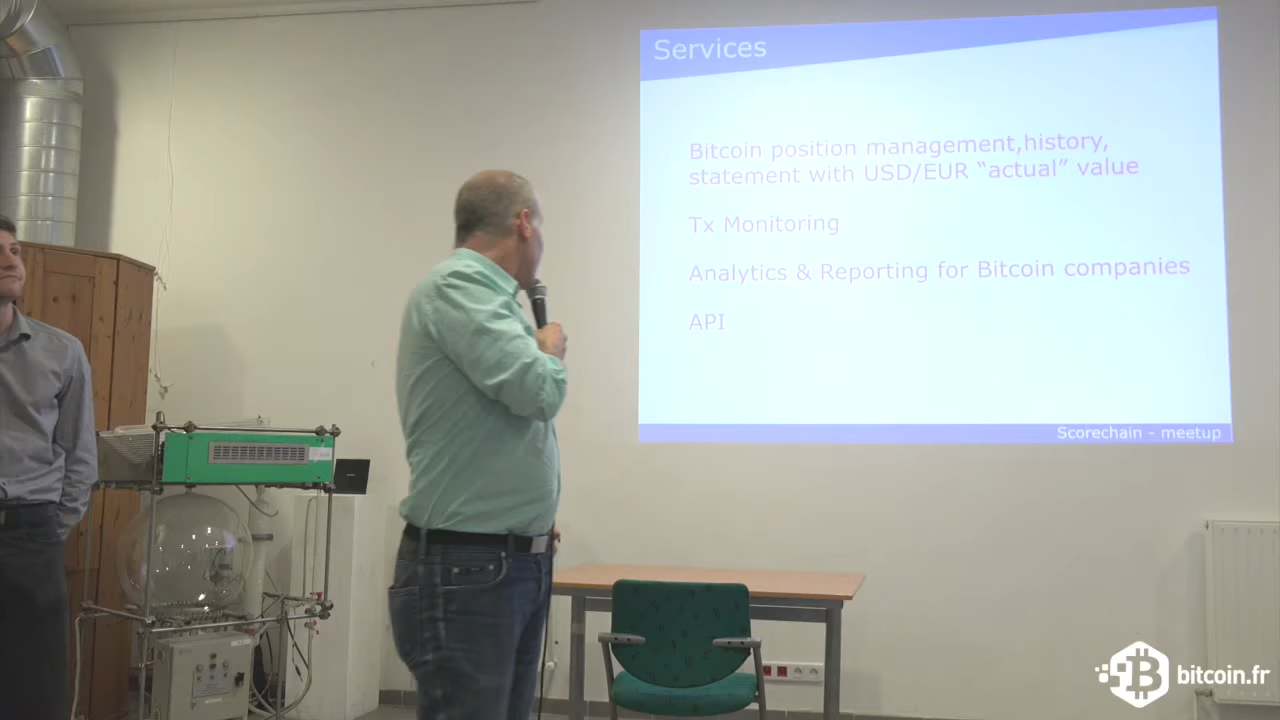 Services
Bitcoin position management,history,
statement with USD/EUR “actual” value
Tx Monitoring
Analytics & Reporting for Bitcoin companies
API
Scorechain - meetup
bitcoin.fr